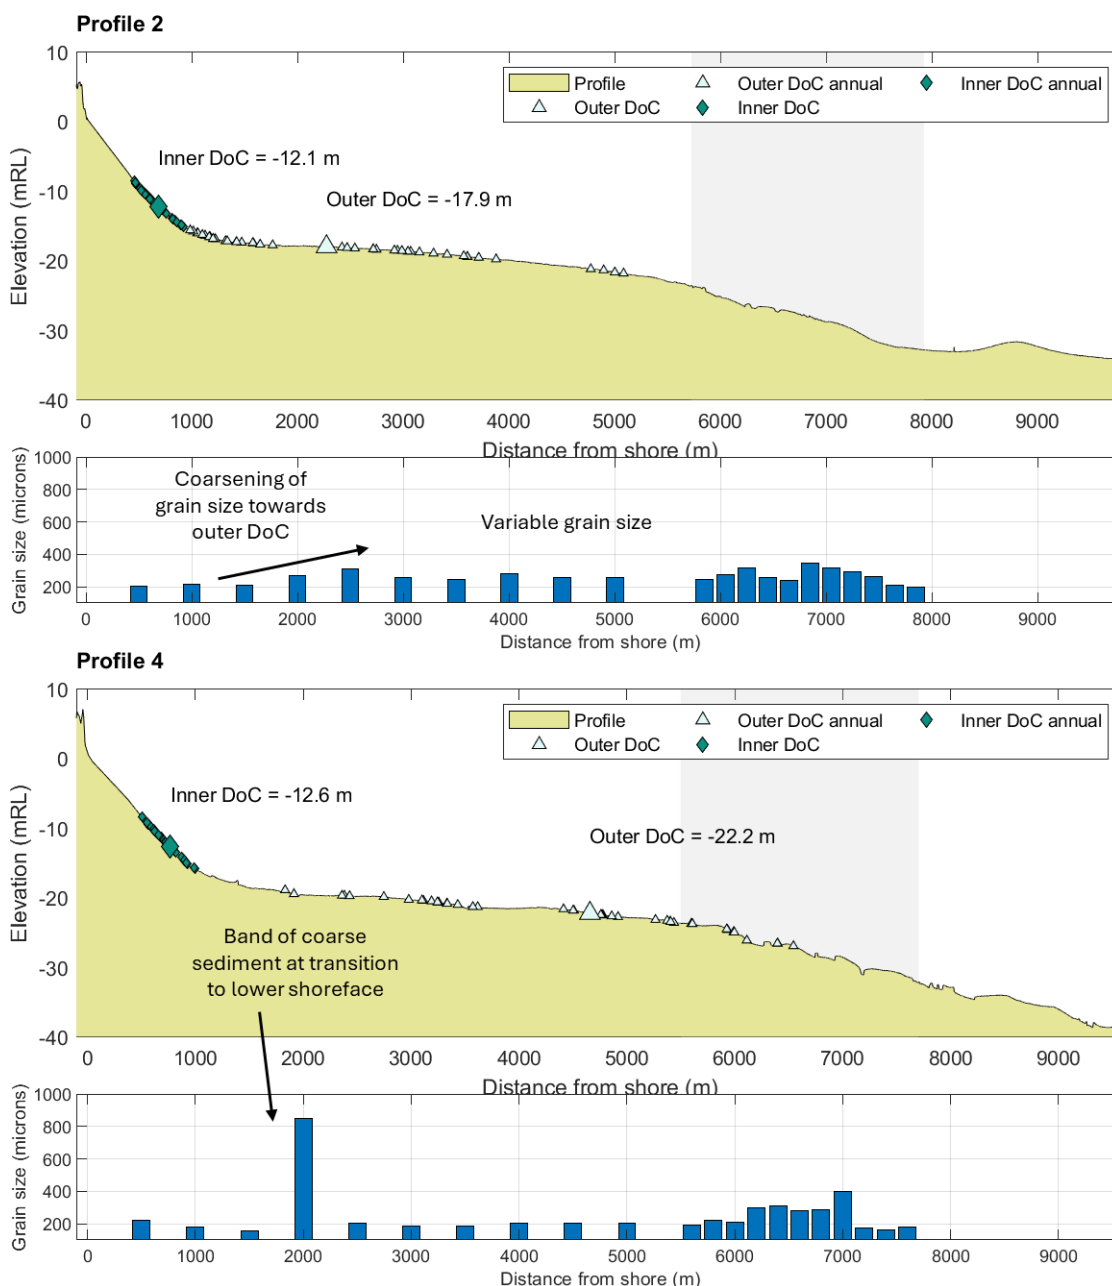 Profile 2
10
0
-10
-20
-30
-40
Elevation (mRL)
Profile
Outer DoC annual
Inner DoC annual
Outer DoC
Inner DoC
Inner DoC = -12.1 m
Outer DoC = -17.9 m
0 1000 2000 3000 4000 5000 6000 7000 8000 9000
Distance from shore (m)
1000
800
600
400
200
Grain size (microns)
Coarsening of
grain size towards
outer DoC
Variable grain size
0 1000 2000 3000 4000 5000 6000 7000 8000 9000
Distance from shore (m)
Profile 4
10
0
-10
-20
-30
-40
Elevation (mRL)
Profile
Outer DoC annual
Inner DoC annual
Outer DoC
Inner DoC
Inner DoC = -12.6 m
Outer DoC = -22.2 m
Band of coarse
sediment at transition
to lower shoreface
0 1000 2000 3000 4000 5000 6000 7000 8000 9000
Distance from shore (m)
1000
800
600
400
200
Grain size (microns)
0 1000 2000 3000 4000 5000 6000 7000 8000 9000
Distance from shore (m)